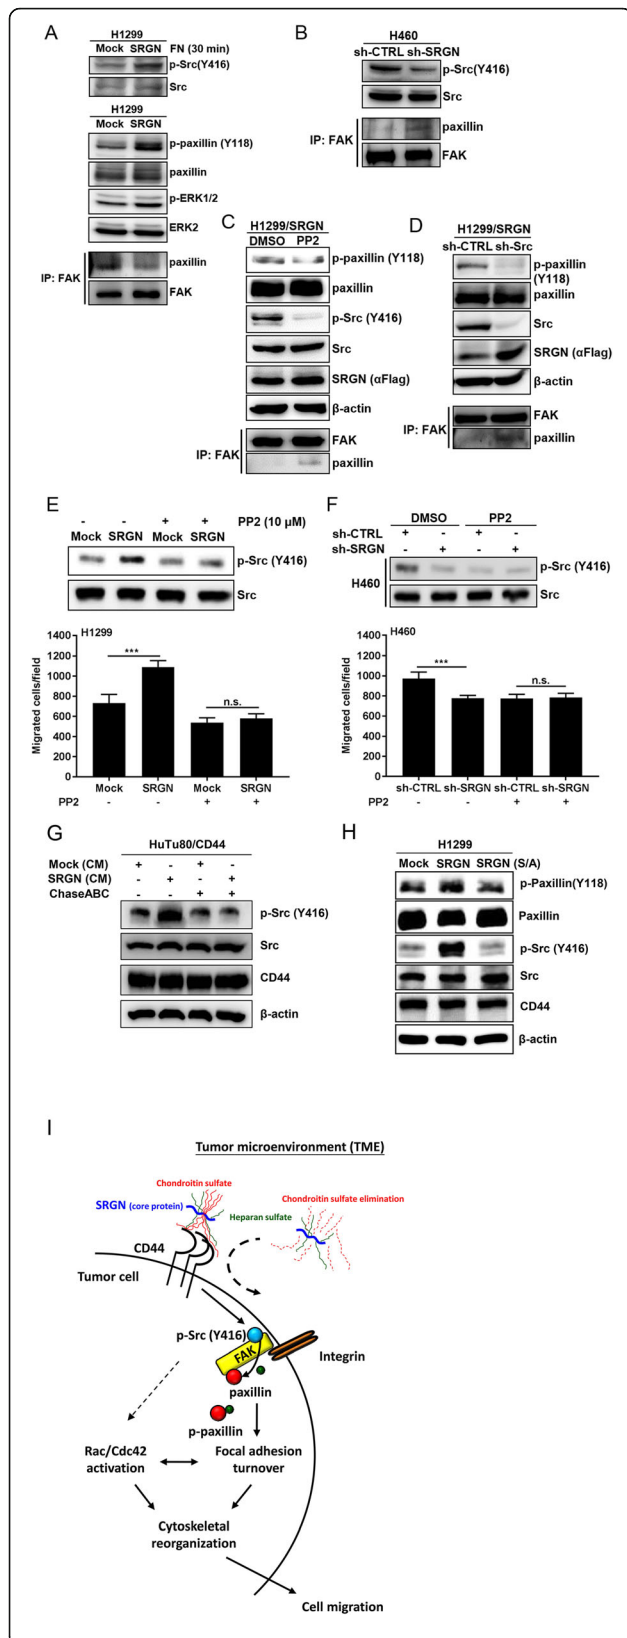 A
H1299
Mock SRGN FN (30 min)
p-Src(Y416)
Src
H1299
Mock SRGN
p-paxillin (Y118)
paxillin
p-ERK1/2
ERK2
IP: FAK
paxillin
FAK
B
H460
sh-CTRL sh-SRGN
p-Src(Y416)
Src
IP: FAK
paxillin
FAK
C
H1299/SRGN
DMSO PP2
p-paxillin (Y118)
paxillin
p-Src (Y416)
Src
SRGN (αFlag)
β-actin
IP: FAK
FAK
paxillin
D
H1299/SRGN
sh-CTRL sh-Src
p-paxillin
(Y118)
paxillin
Src
SRGN (αFlag)
β-actin
IP: FAK
FAK
paxillin
E
- - + + PP2 (10 μM)
Mock SRGN Mock SRGN
p-Src (Y416)
Src
H1299
Migrated cells/field
1400
1200
1000
800
600
400
200
0
***
n.s.
Mock SRGN Mock SRGN
PP2 - - + +
F
DMSO PP2
sh-CTRL + - + -
sh-SRGN - + - +
H460
p-Src (Y416)
Src
H460
Migrated cells/field
1400
1200
1000
800
600
400
200
0
***
n.s.
sh-CTRL sh-SRGN sh-CTRL sh-SRGN
PP2 - - + +
G
HuTu80/CD44
Mock (CM) + - + -
SRGN (CM) - + - +
ChaseABC - - + +
p-Src (Y416)
Src
CD44
β-actin
H
H1299
Mock SRGN SRGN (S/A)
p-Paxillin(Y118)
Paxillin
p-Src (Y416)
Src
CD44
β-actin
I
Tumor microenvironment (TME)
Chondroitin sulfate
SRGN (core protein)
Chondroitin sulfate elimination
Heparan sulfate
CD44
Tumor cell
p-Src (Y416)
FAK
Integrin
paxillin
p-paxillin
Rac/Cdc42
activation
Focal adhesion
turnover
Cytoskeletal
reorganization
Cell migration